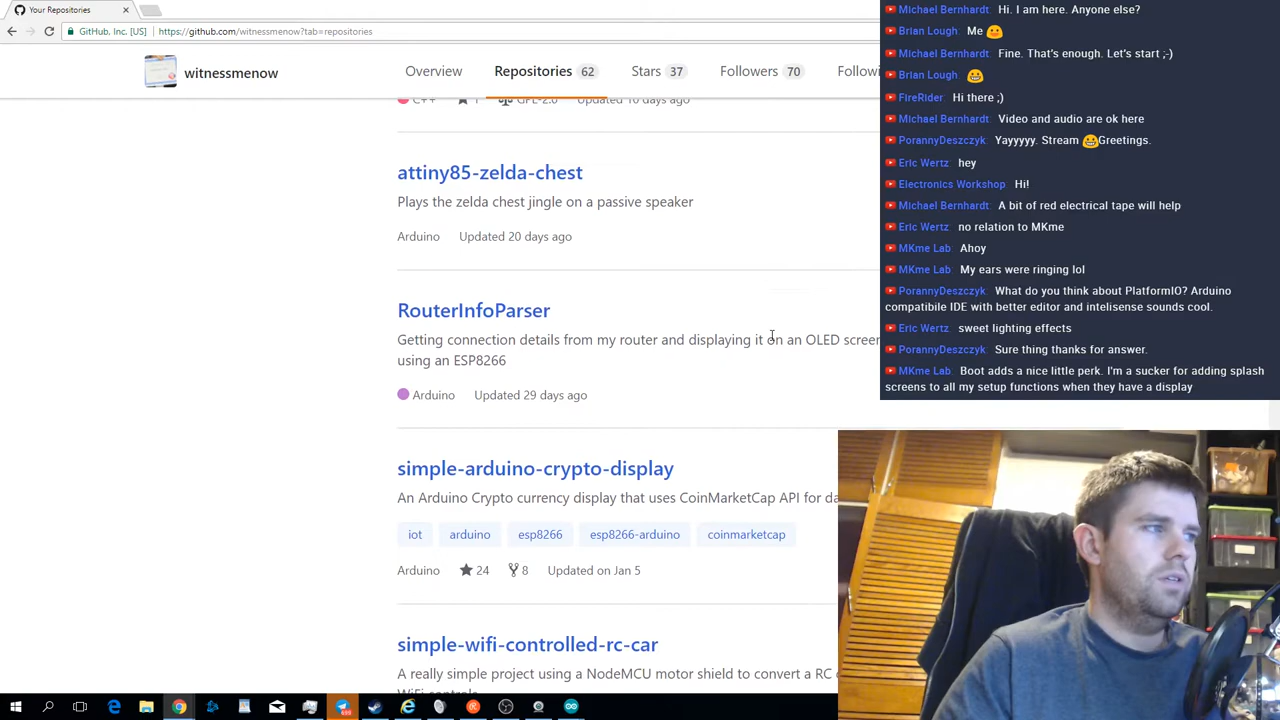 Your Repositories
GitHub, Inc. [US] https://github.com/witnessmenow?tab=repositories
witnessmenow
Overview Repositories 62 Stars 37 Followers 70 Followi
C++ 1 GPL-2.0 Updated 10 days ago
attiny85-zelda-chest
Plays the zelda chest jingle on a passive speaker
Arduino Updated 20 days ago
RouterInfoParser
Getting connection details from my router and displaying it on an OLED screen
using an ESP8266
Arduino Updated 29 days ago
simple-arduino-crypto-display
An Arduino Crypto currency display that uses CoinMarketCap API for da
iot arduino esp8266 esp8266-arduino coinmarketcap
Arduino 24 8 Updated on Jan 5
simple-wifi-controlled-rc-car
A really simple project using a NodeMCU motor shield to convert a RC
WiFi controls
Michael Bernhardt: Hi. I am here. Anyone else?
Brian Lough: Me
Michael Bernhardt: Fine. That's enough. Let's start ;-)
Brian Lough:
FireRider: Hi there ;)
Michael Bernhardt: Video and audio are ok here
PorannyDeszczyk: Yayyyyy. Stream Greetings.
Eric Wertz: hey
Electronics Workshop: Hi!
Michael Bernhardt: A bit of red electrical tape will help
Eric Wertz: no relation to MKme
MKme Lab: Ahoy
MKme Lab: My ears were ringing lol
PorannyDeszczyk: What do you think about PlatformIO? Arduino
compatibile IDE with better editor and intelisense sounds cool.
Eric Wertz: sweet lighting effects
PorannyDeszczyk: Sure thing thanks for answer.
MKme Lab: Boot adds a nice little perk. I'm a sucker for adding splash
screens to all my setup functions when they have a display